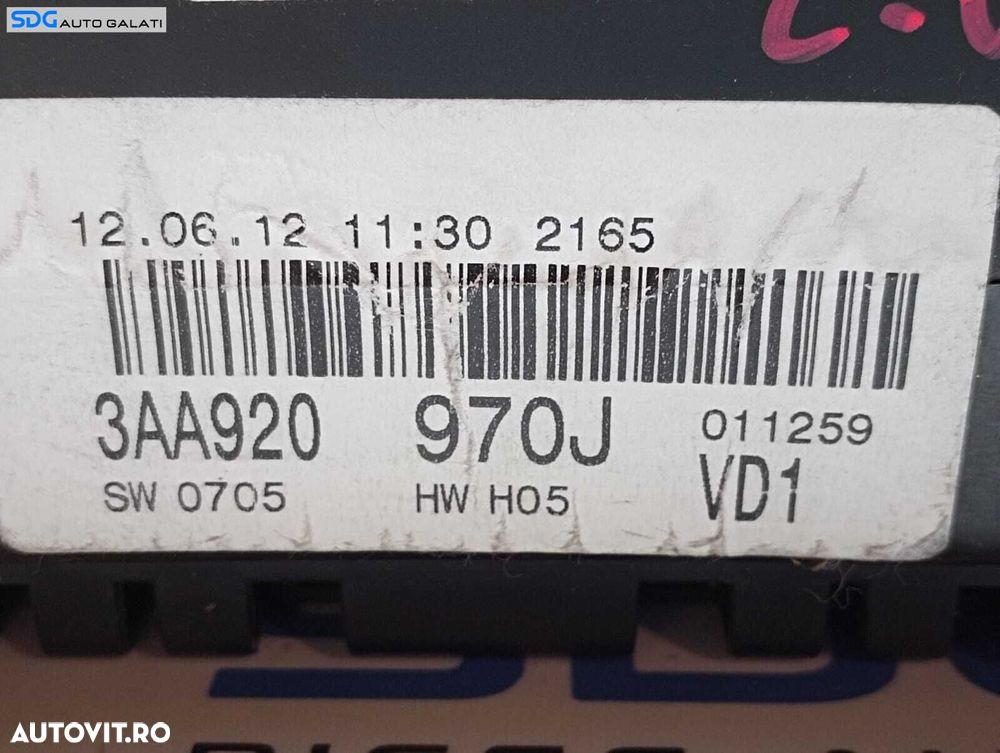 SDG AUTO GALATI
12.06.12 11:30 2165
3AA920 970J 011259
SW 0705 HW H05 VD1
AUTOVIT.RO